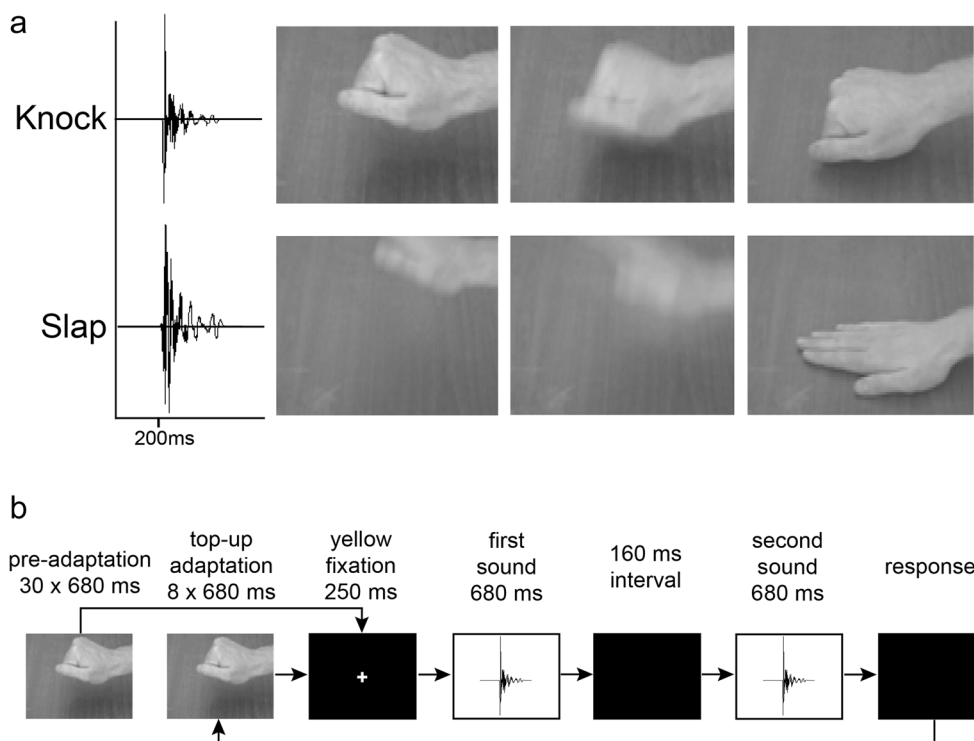 a
Knock
Slap
200ms
b
pre-adaptation
30 x 680 ms
top-up
adaptation
8 x 680 ms
yellow
fixation
250 ms
first
sound
680 ms
160 ms
interval
second
sound
680 ms
response